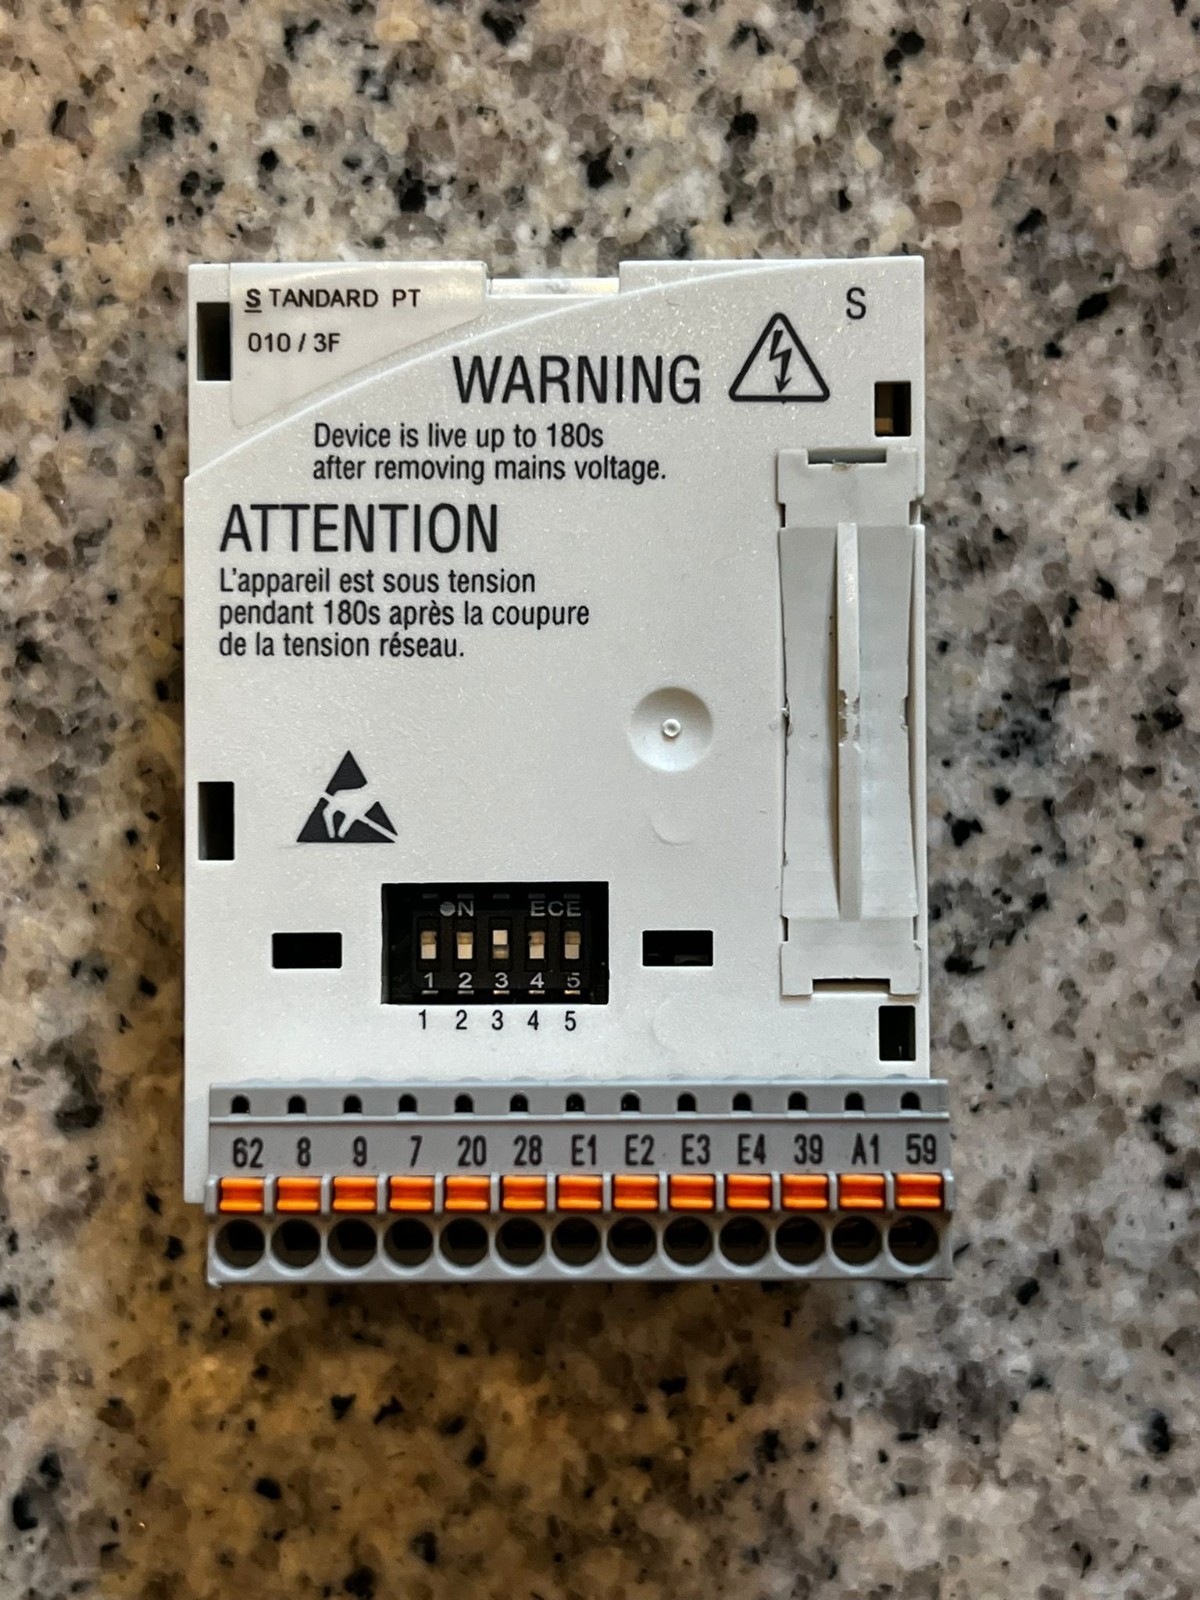 S TANDARD PT
010 / 3F
S
WARNING
Device is live up to 180s
after removing mains voltage.
ATTENTION
L'appareil est sous tension
pendant 180s après la coupure
de la tension réseau.
ON ECE
1 2 3 4 5
1 2 3 4 5
62 8 9 7 20 28 E1 E2 E3 E4 39 A1 59